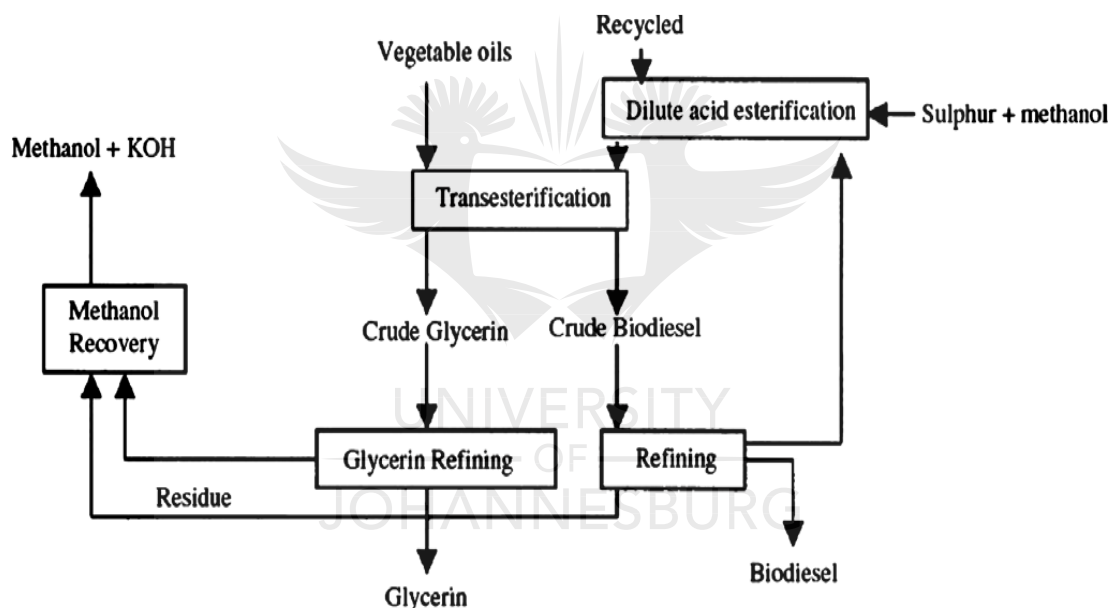 Recycled
Vegetable oils
Dilute acid esterification
Sulphur + methanol
Methanol + KOH
Transesterification
Methanol
Recovery
Crude Glycerin
Crude Biodiesel
UNIVERSITY
OF
JOHANNESBURG
Glycerin Refining
Refining
Residue
Glycerin
Biodiesel